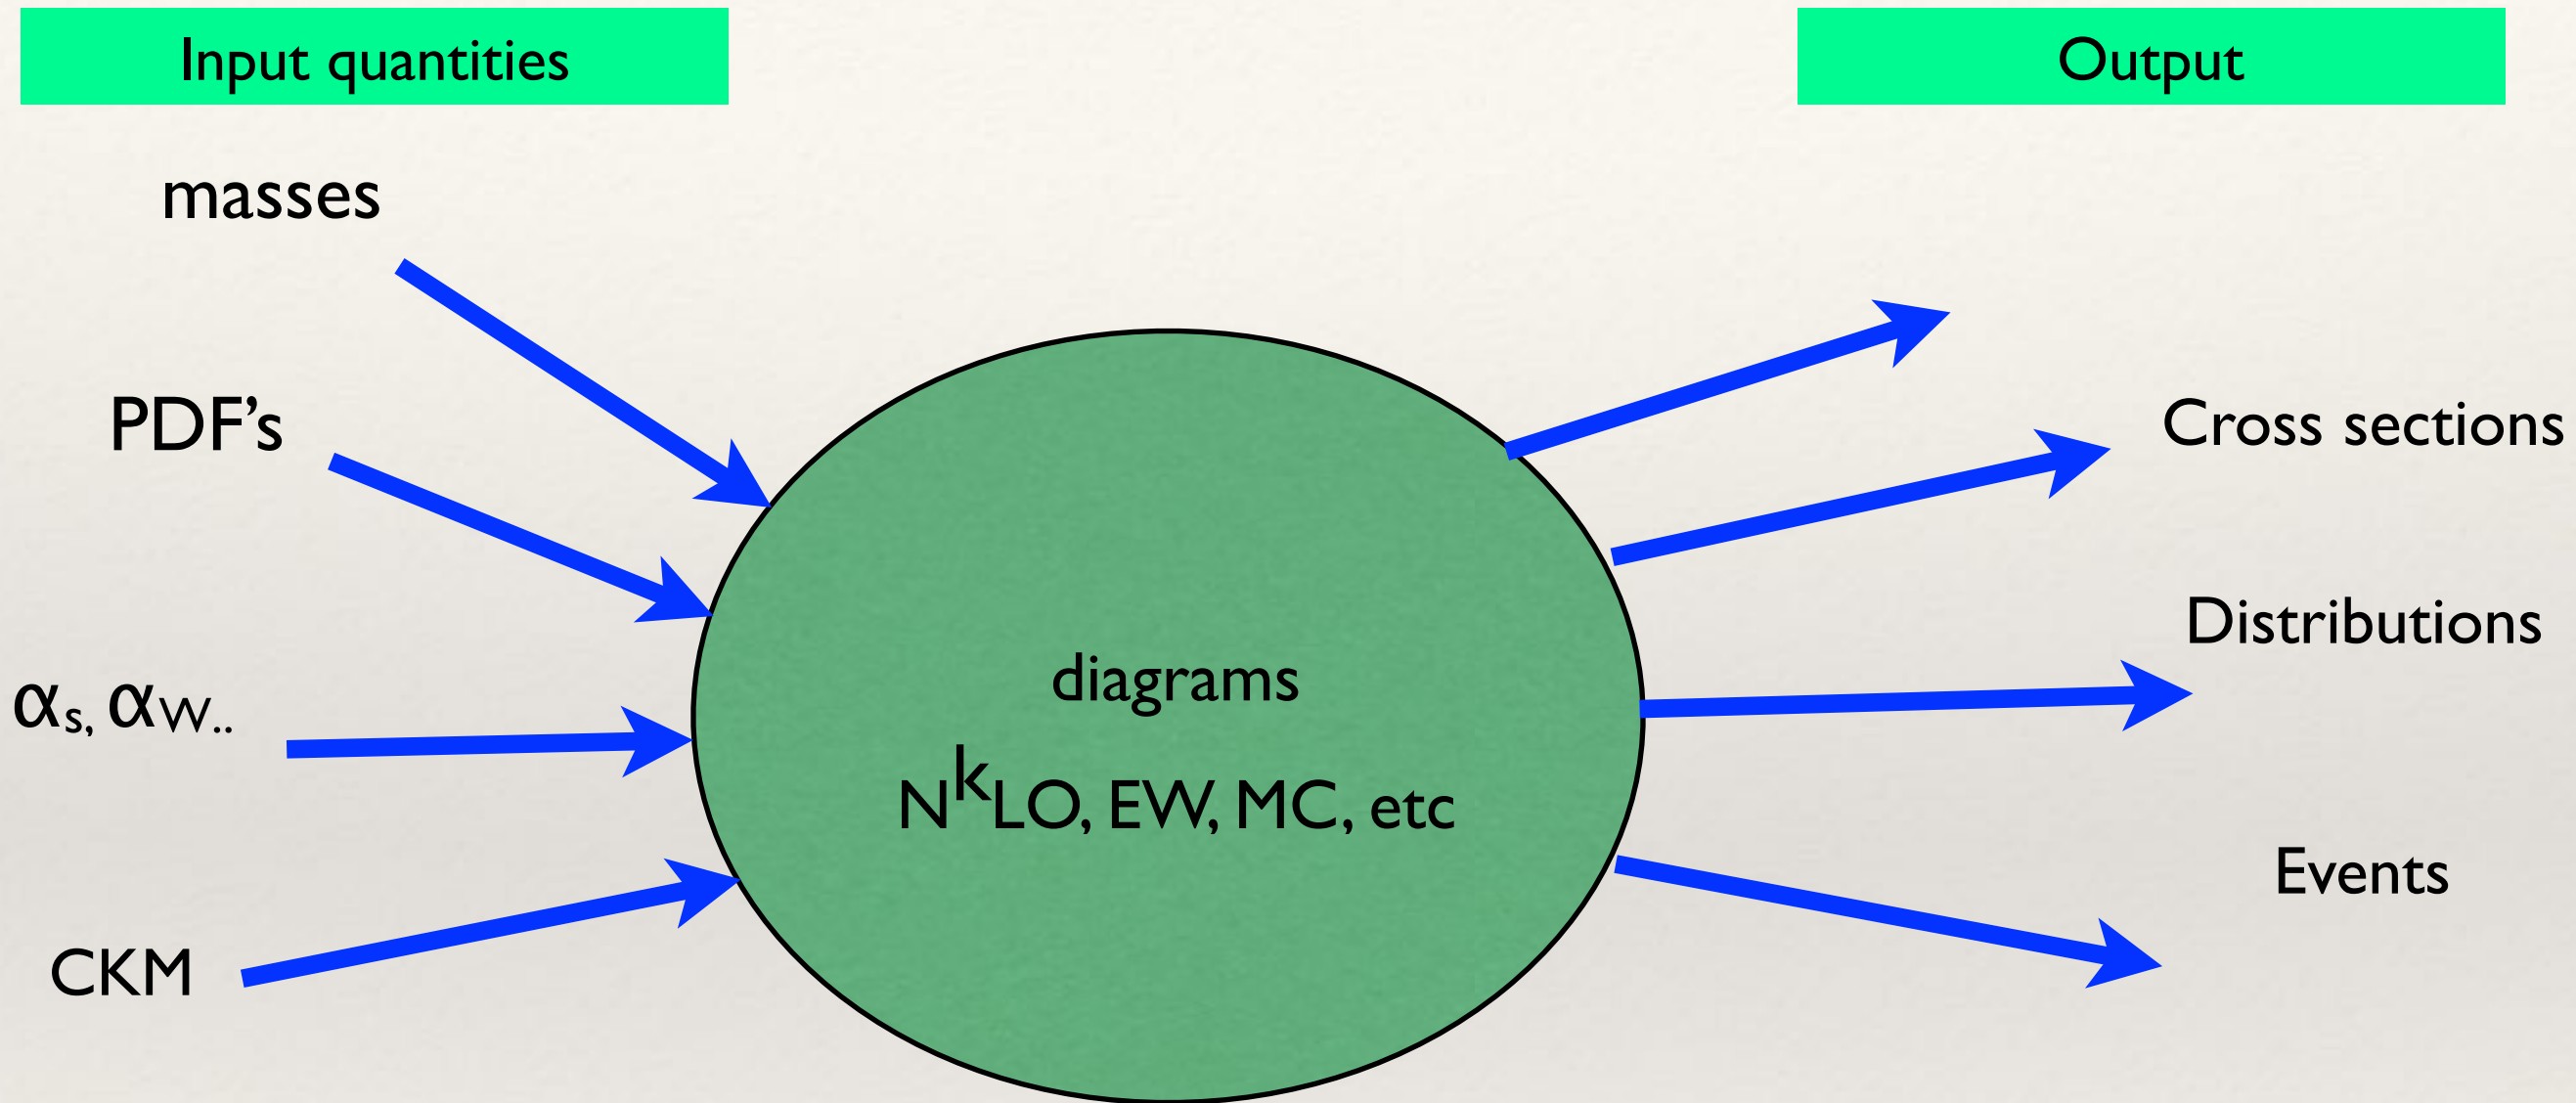 Input quantities
Output
masses
PDF’s
αs, αW..
CKM
diagrams
NkLO, EW, MC, etc
Cross sections
Distributions
Events